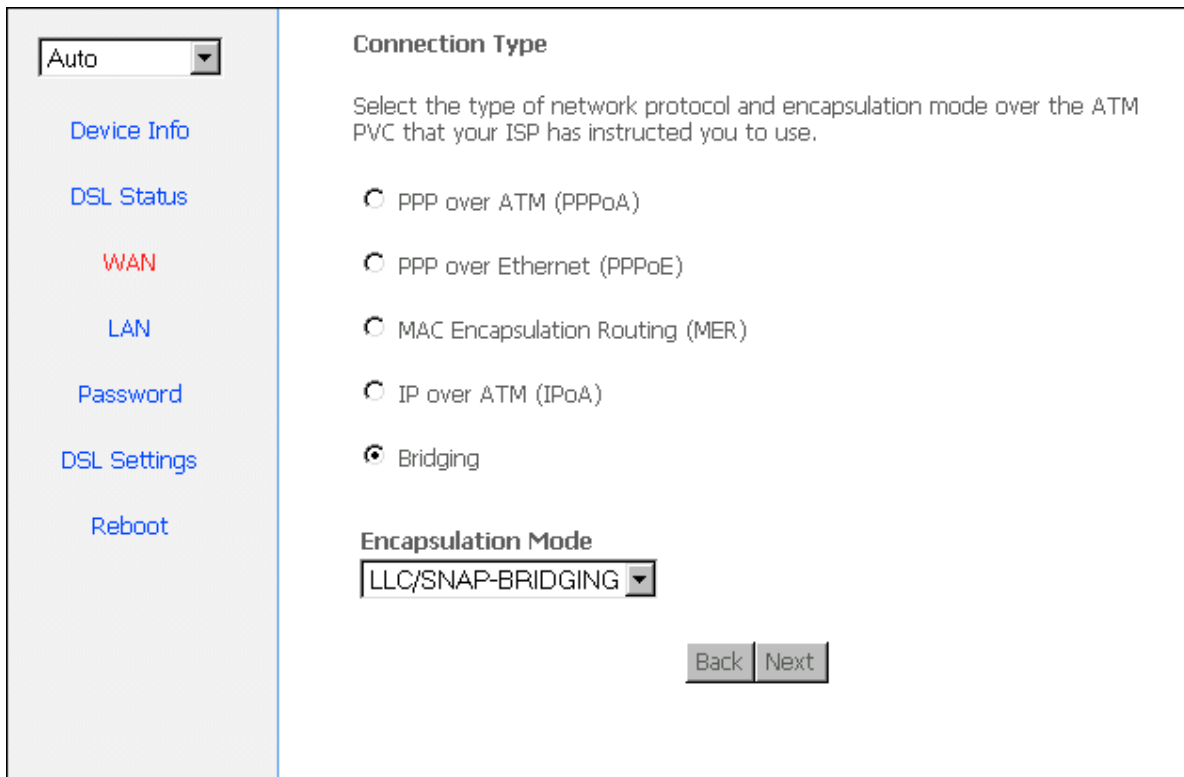 Auto
Device Info
DSL Status
WAN
LAN
Password
DSL Settings
Reboot
Connection Type
Select the type of network protocol and encapsulation mode over the ATM
PVC that your ISP has instructed you to use.
PPP over ATM (PPPoA)
PPP over Ethernet (PPPoE)
MAC Encapsulation Routing (MER)
IP over ATM (IPoA)
Bridging
Encapsulation Mode
LLC/SNAP-BRIDGING
Back Next